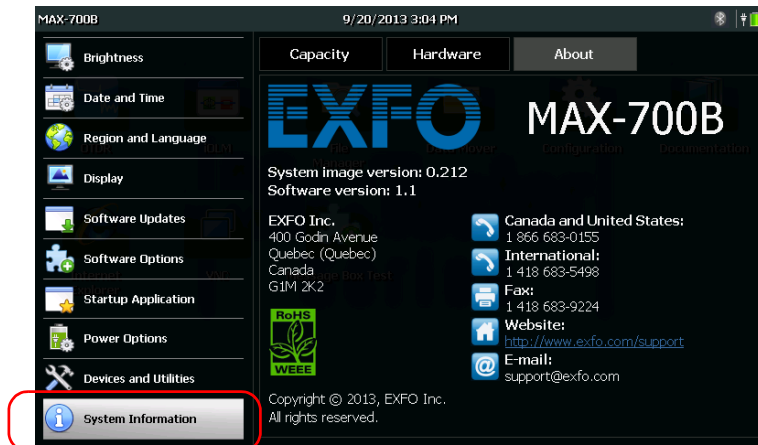 MAX-700B
9/20/2013 3:04 PM
Brightness
Date and Time
Region and Language
Display
Software Updates
Software Options
Startup Application
Power Options
Devices and Utilities
System Information
Capacity
Hardware
About
EXFO
MAX-700B
System image version: 0.212
Software version: 1.1
EXFO Inc.
400 Godin Avenue
Quebec (Quebec)
Canada
G1M 2K2
RoHS
WEEE
Canada and United States:
1 866 683-0155
International:
1 418 683-5498
Fax:
1 418 683-9224
Website:
http://www.exfo.com/support
E-mail:
support@exfo.com
Copyright © 2013, EXFO Inc.
All rights reserved.